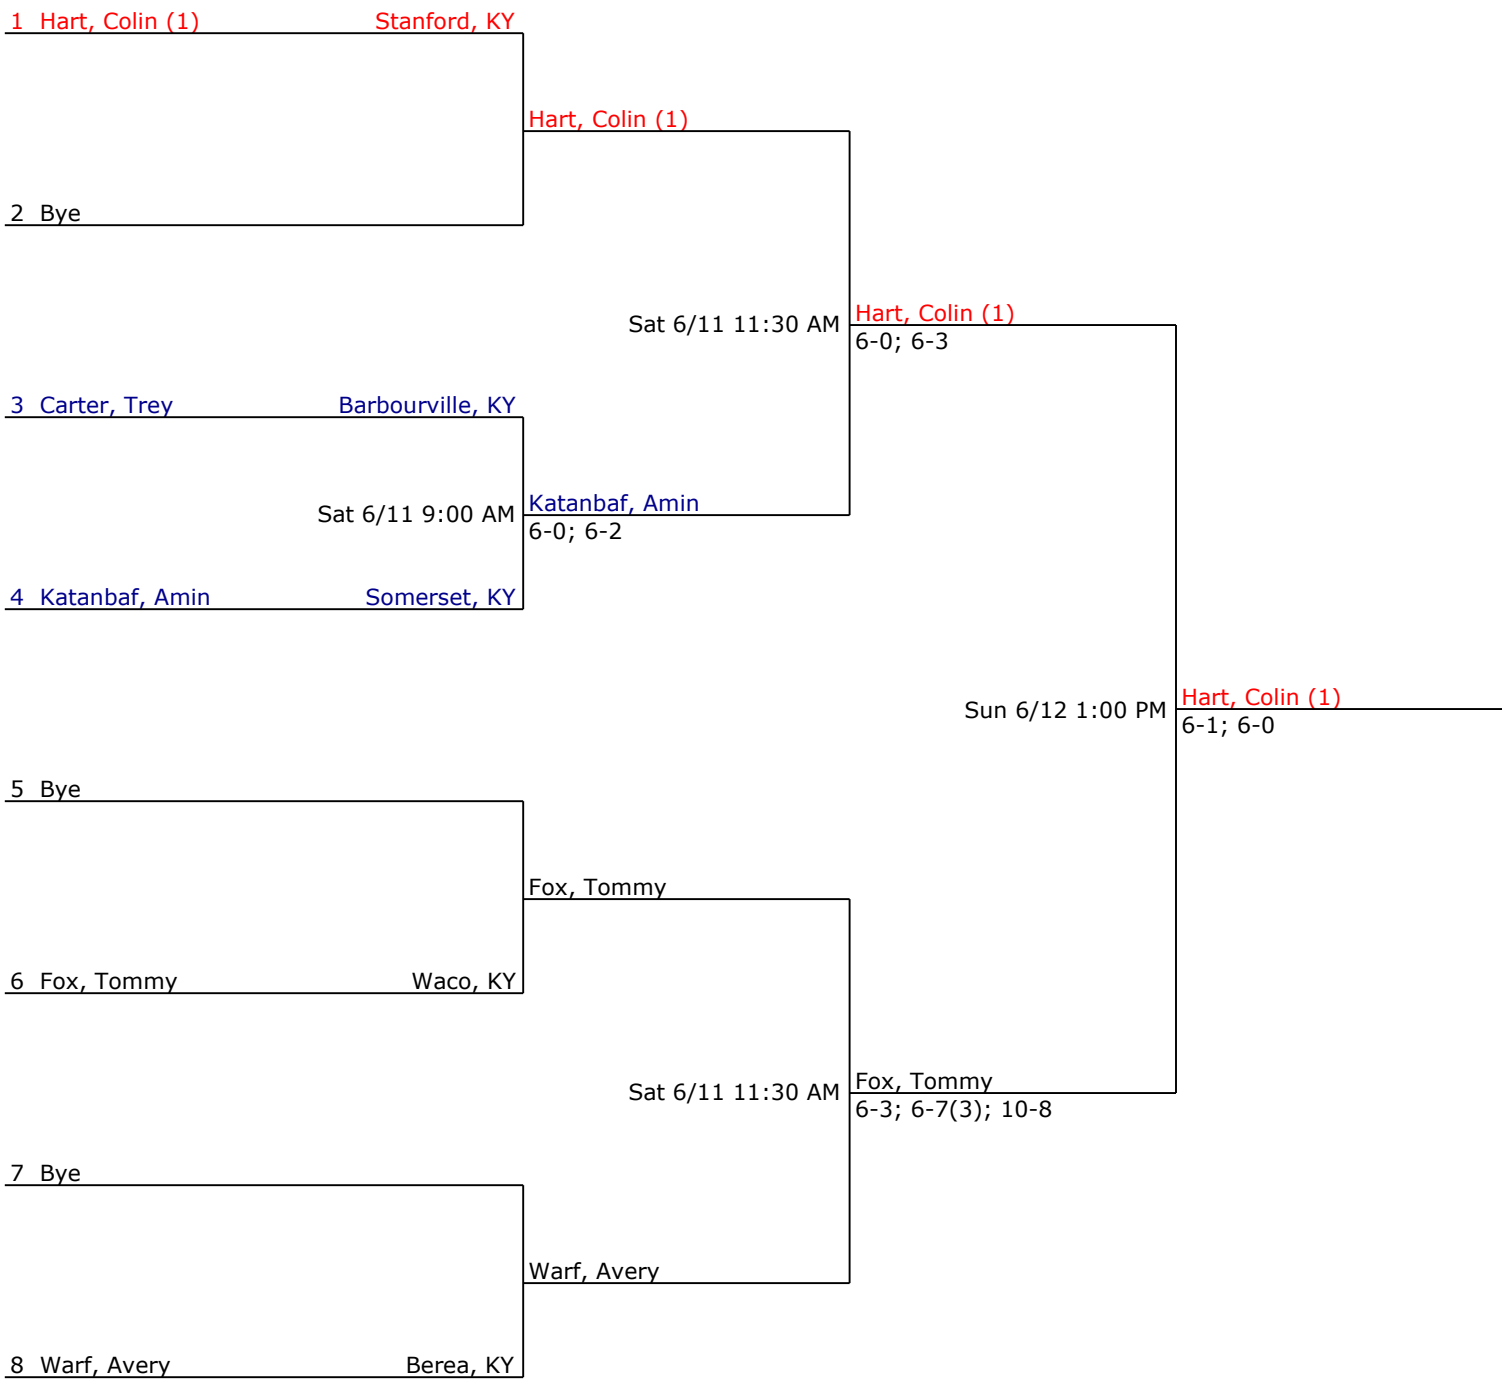 1 Hart, Colin (1) Stanford, KY
Hart, Colin (1)
2 Bye
Sat 6/11 11:30 AM
Hart, Colin (1)
6-0; 6-3
3 Carter, Trey Barbourville, KY
Sat 6/11 9:00 AM
Katanbaf, Amin
6-0; 6-2
4 Katanbaf, Amin Somerset, KY
Sun 6/12 1:00 PM
Hart, Colin (1)
6-1; 6-0
5 Bye
Fox, Tommy
6 Fox, Tommy Waco, KY
Sat 6/11 11:30 AM
Fox, Tommy
6-3; 6-7(3); 10-8
7 Bye
Warf, Avery
8 Warf, Avery Berea, KY